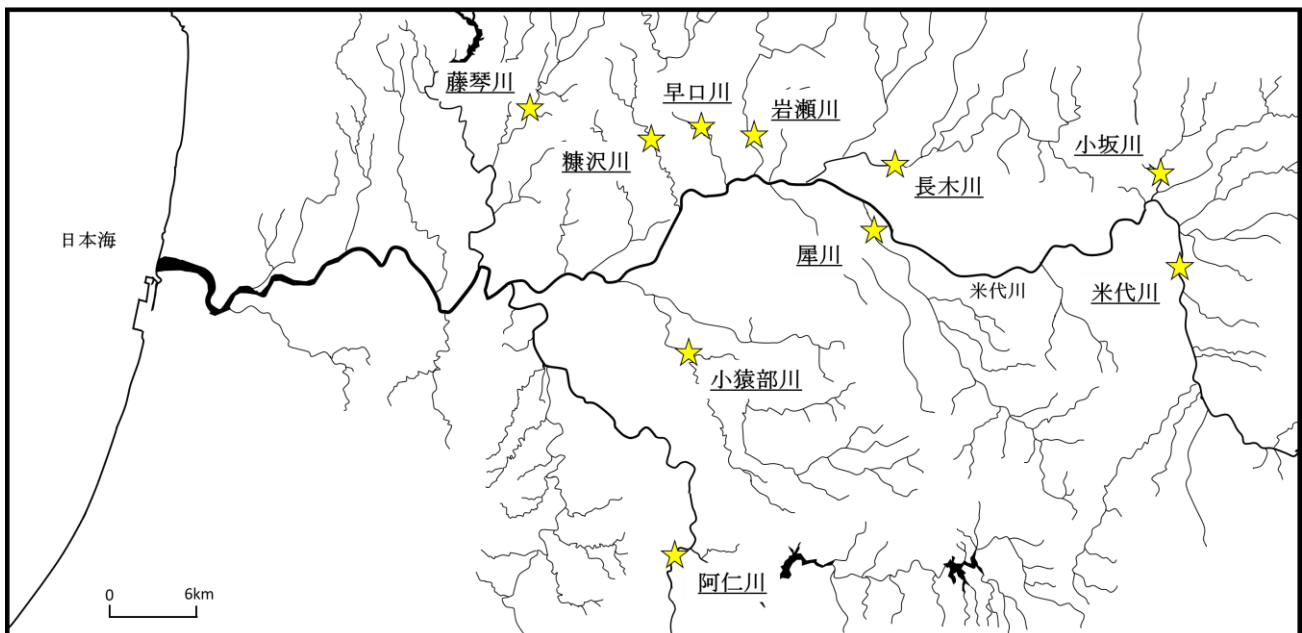 藤琴川
早口川
岩瀬川
糠沢川
小坂川
長木川
日本海
犀川
米代川
米代川
小猿部川
阿仁川
0 6km